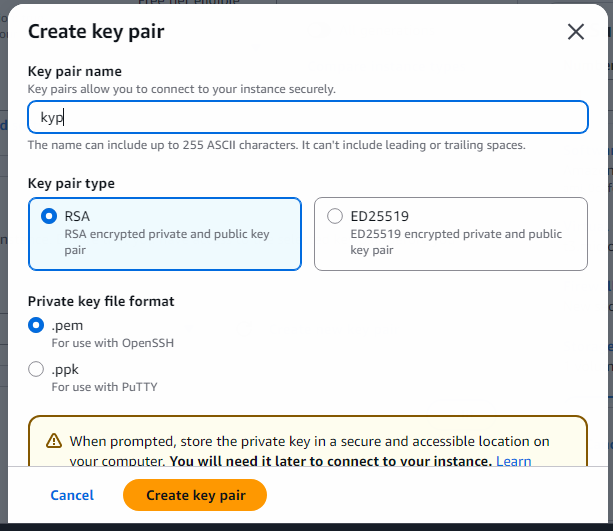 Create key pair
Key pair name
Key pairs allow you to connect to your instance securely.
kyp
The name can include up to 255 ASCII characters. It can't include leading or trailing spaces.
Key pair type
RSA
RSA encrypted private and public key
pair
ED25519
ED25519 encrypted private and public
key pair
Private key file format
.pem
For use with OpenSSH
.ppk
For use with PuTTY
When prompted, store the private key in a secure and accessible location on
your computer. You will need it later to connect to your instance. Learn
Cancel
Create key pair